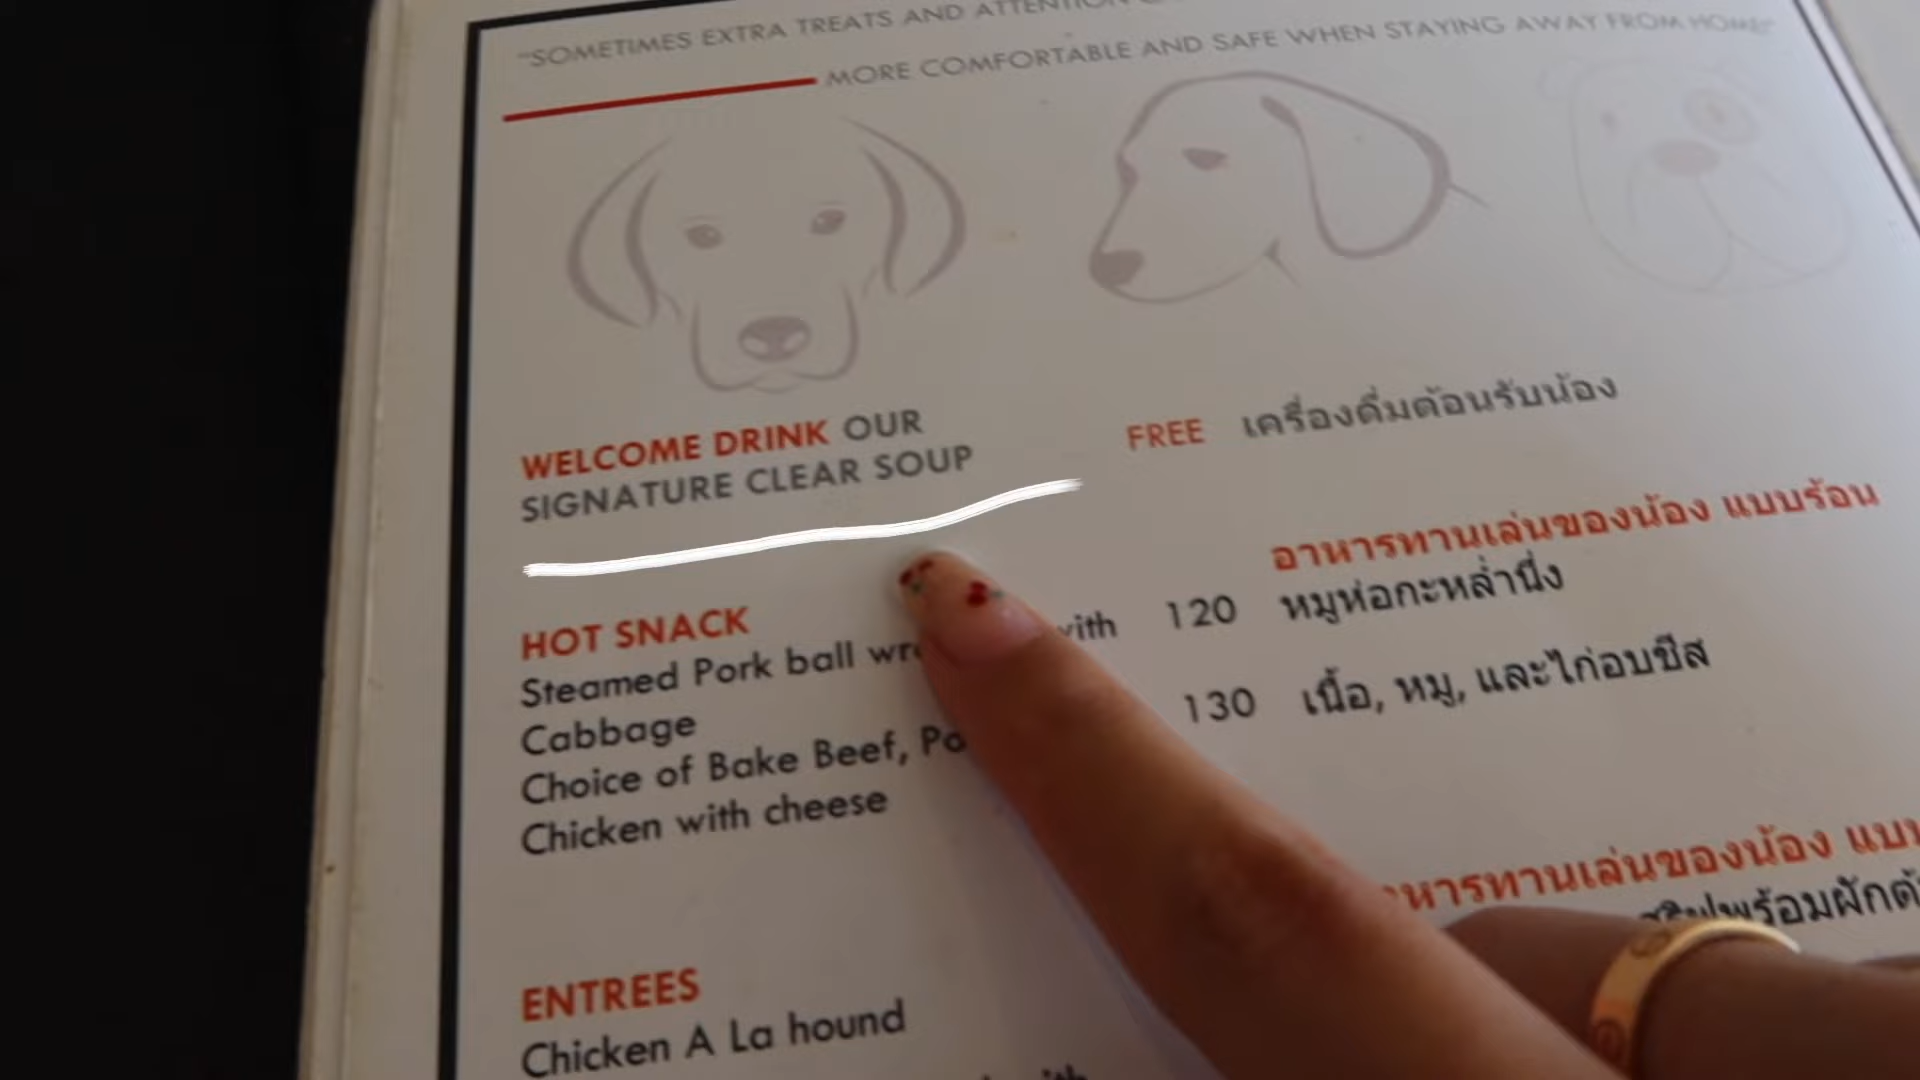 "SOMETIMES EXTRA TREATS AND ATTENTION
MORE COMFORTABLE AND SAFE WHEN STAYING AWAY FROM HOME"
WELCOME DRINK OUR
SIGNATURE CLEAR SOUP
FREE เครื่องดื่มต้อนรับน้อง
อาหารทานเล่นของน้อง แบบร้อน
HOT SNACK
Steamed Pork ball with 120 หมูห่อกะหล่ำนึ่ง
Cabbage
Choice of Bake Beef, 130 เนื้อ, หมู, และไก่อบชีส
Chicken with cheese
ทานเล่นของน้อง
พร้อมผัก
ENTREES
Chicken A La hound
with